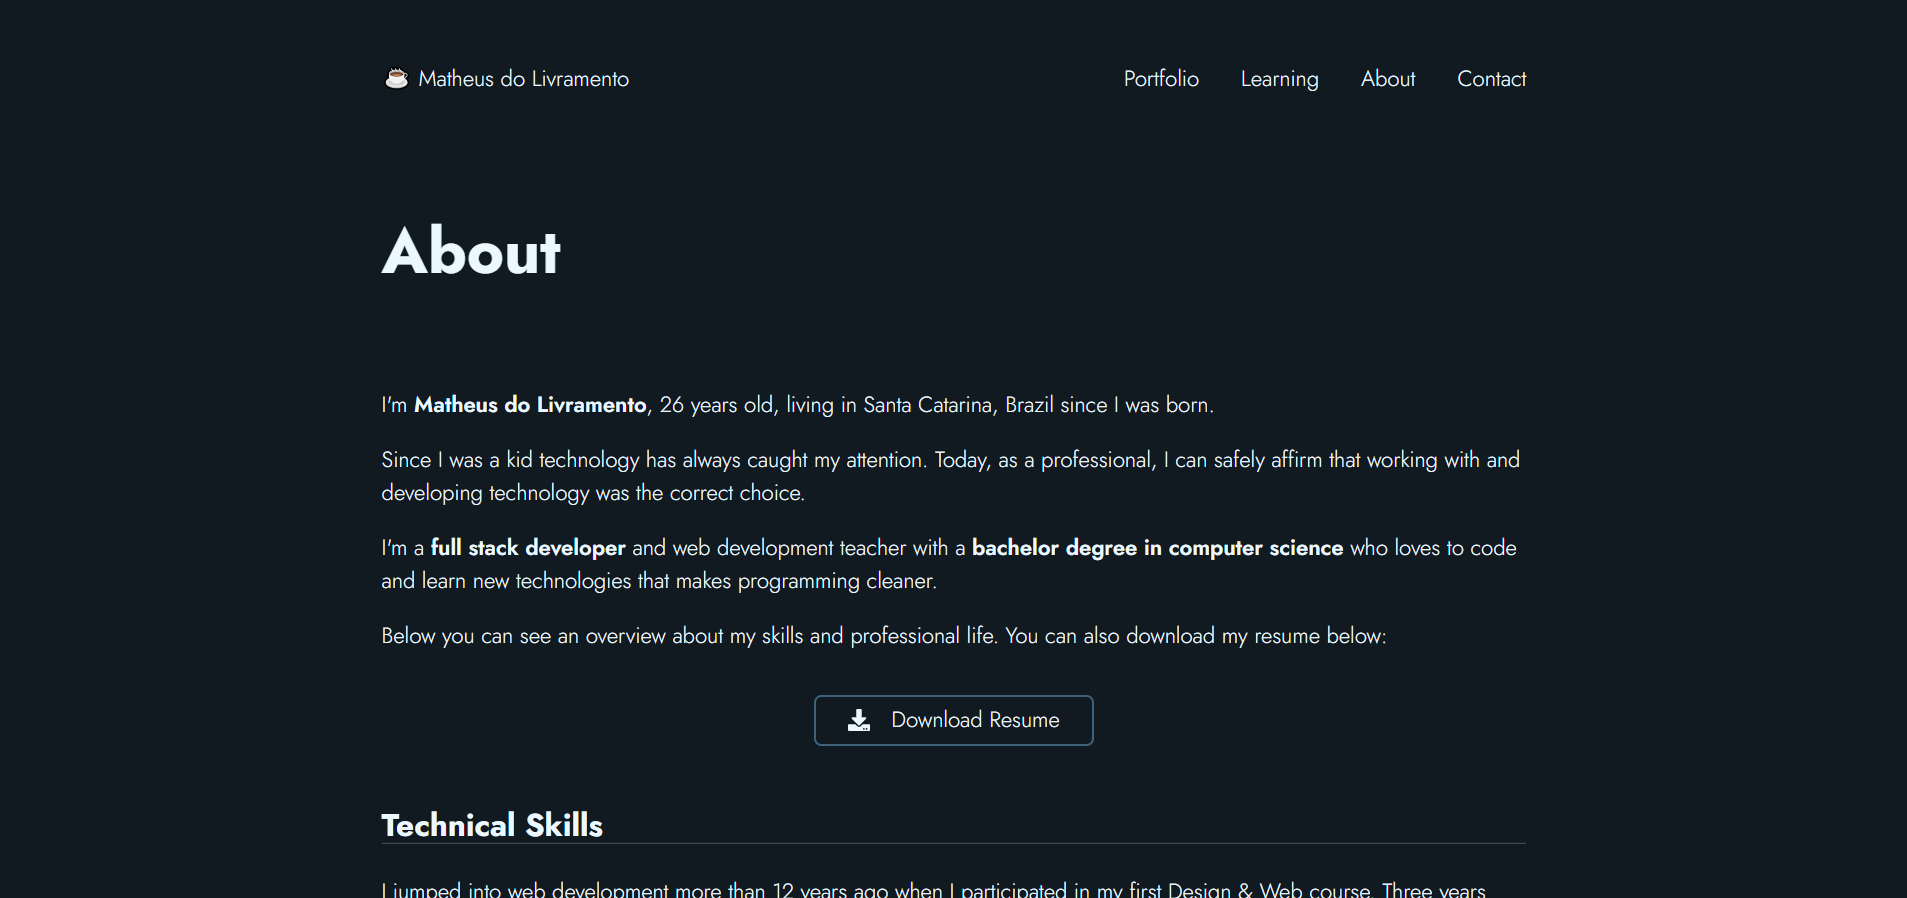 Matheus do Livramento
Portfolio Learning About Contact
About
I'm Matheus do Livramento, 26 years old, living in Santa Catarina, Brazil since I was born.
Since I was a kid technology has always caught my attention. Today, as a professional, I can safely affirm that working with and
developing technology was the correct choice.
I'm a full stack developer and web development teacher with a bachelor degree in computer science who loves to code
and learn new technologies that makes programming cleaner.
Below you can see an overview about my skills and professional life. You can also download my resume below:
Download Resume
Technical Skills
I jumped into web development more than 12 years ago when I participated in my first Design & Web course. Three years